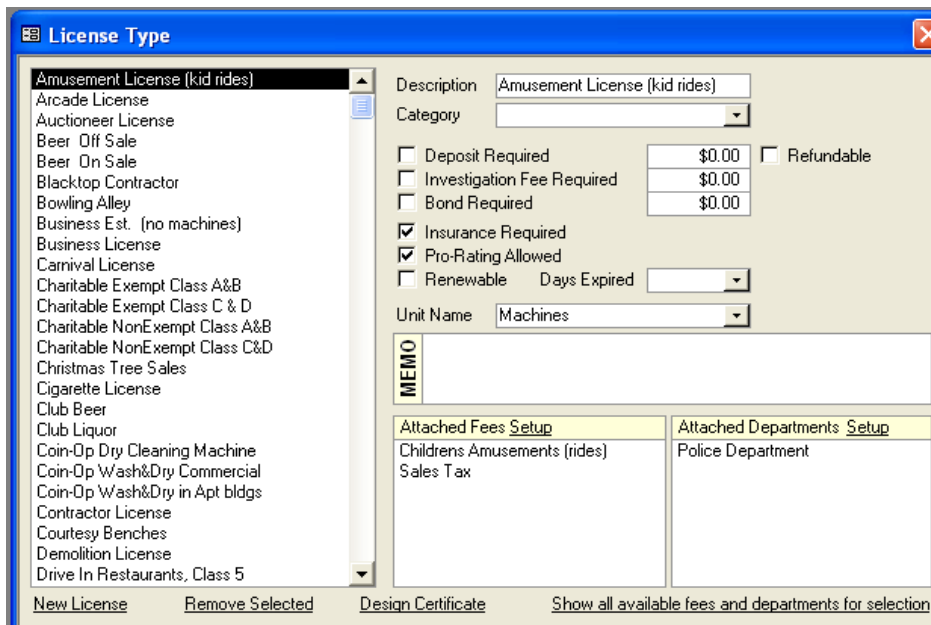 License Type
Amusement License (kid rides)
Arcade License
Auctioneer License
Beer  Off Sale
Beer  On Sale
Blacktop Contractor
Bowling Alley
Business Est.  (no machines)
Business License
Carnival License
Charitable Exempt Class A&B
Charitable Exempt Class C & D
Charitable NonExempt Class A&B
Charitable NonExempt Class C&D
Christmas Tree Sales
Cigarette License
Club Beer
Club Liquor
Coin-Op Dry Cleaning Machine
Coin-Op Wash&Dry Commercial
Coin-Op Wash&Dry in Apt bldgs
Contractor License
Courtesy Benches
Demolition License
Drive In Restaurants, Class 5
Description Amusement License (kid rides)
Category
Deposit Required $0.00 Refundable
Investigation Fee Required $0.00
Bond Required $0.00
Insurance Required
Pro-Rating Allowed
Renewable Days Expired
Unit Name Machines
MEMO
Attached Fees Setup
Childrens Amusements (rides)
Sales Tax
Attached Departments Setup
Police Department
New License Remove Selected Design Certificate Show all available fees and departments for selection